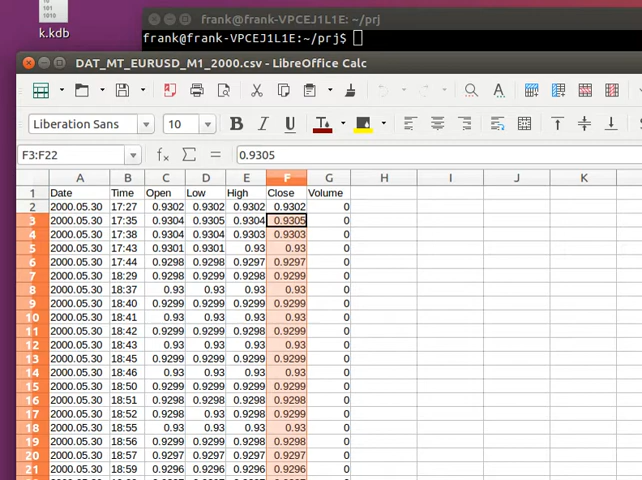 k.kdb
frank@frank-VPCEJ1L1E: ~/prj
frank@frank-VPCEJ1L1E:~/prj$
DAT_MT_EURUSD_M1_2000.csv - LibreOffice Calc
Liberation Sans 10
F3:F22 0.9305
A B C D E F G H I J K
1 Date Time Open Low High Close Volume
2 2000.05.30 17:27 0.9302 0.9302 0.9302 0.9302 0
3 2000.05.30 17:35 0.9304 0.9305 0.9304 0.9305 0
4 2000.05.30 17:38 0.9304 0.9304 0.9303 0.9303 0
5 2000.05.30 17:43 0.9301 0.9301 0.93 0.93 0
6 2000.05.30 17:44 0.9298 0.9298 0.9297 0.9297 0
7 2000.05.30 18:29 0.9298 0.9299 0.9298 0.9299 0
8 2000.05.30 18:37 0.93 0.93 0.93 0.93 0
9 2000.05.30 18:40 0.9299 0.9299 0.9299 0.9299 0
10 2000.05.30 18:41 0.93 0.93 0.93 0.93 0
11 2000.05.30 18:42 0.9299 0.9299 0.9298 0.9299 0
12 2000.05.30 18:43 0.93 0.93 0.93 0.93 0
13 2000.05.30 18:45 0.9299 0.9299 0.9299 0.9299 0
14 2000.05.30 18:46 0.93 0.93 0.93 0.93 0
15 2000.05.30 18:50 0.9299 0.9299 0.9299 0.9299 0
16 2000.05.30 18:51 0.9298 0.9298 0.9298 0.9298 0
17 2000.05.30 18:52 0.9298 0.93 0.9298 0.93 0
18 2000.05.30 18:55 0.93 0.93 0.93 0.93 0
19 2000.05.30 18:56 0.9299 0.9299 0.9298 0.9298 0
20 2000.05.30 18:57 0.9297 0.9297 0.9296 0.9296 0
21 2000.05.30 18:59 0.9296 0.9296 0.9296 0.9296 0